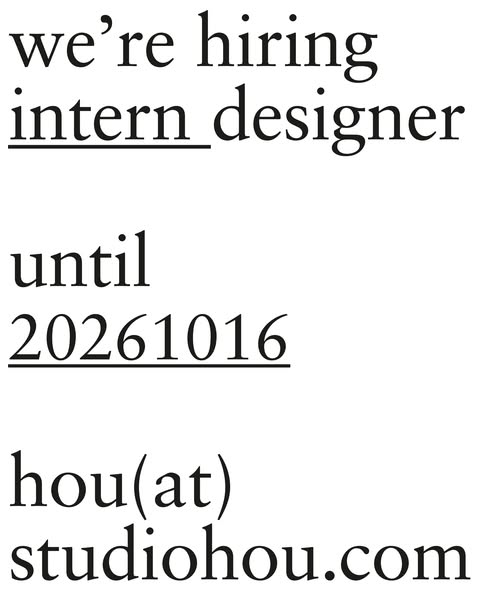 we’re hiring
intern designer
until
20261016
hou(at)
studiohou.com